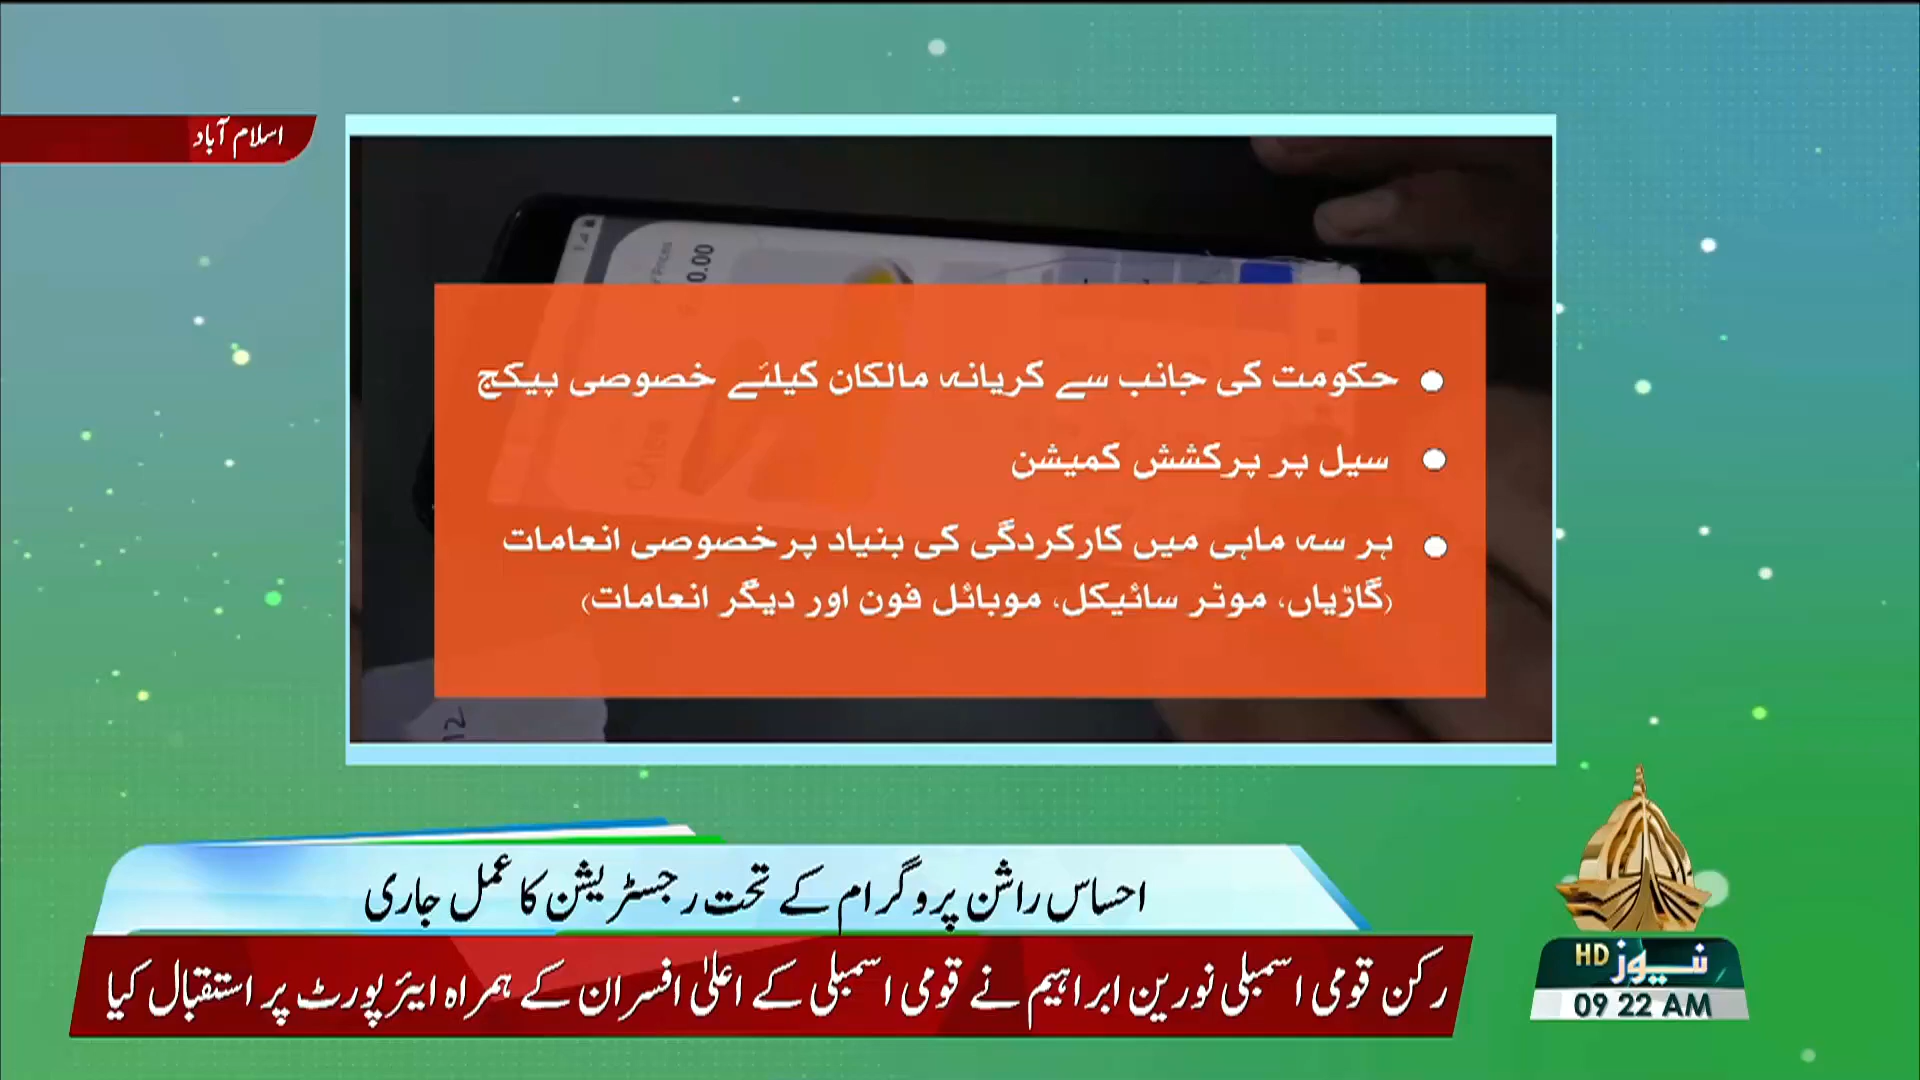 اسلام آباد
0.00
حکومت کی جانب سے کریانہ مالکان کیلئے خصوصی پیکج
سیل پر پرکشش کمیشن
ہر سہ ماہی میں کارکردگی کی بنیاد پر خصوصی انعامات
(گاڑیاں، موٹر سائیکل، موبائل فون اور دیگر انعامات)
12
احساس راشن پروگرام کے تحت رجسٹریشن کا عمل جاری
رکن قومی اسمبلی نورین ابراہیم نے قومی اسمبلی کے اعلیٰ افسران کے ہمراہ ایئرپورٹ پر استقبال کیا
نیوز HD
09 22 AM